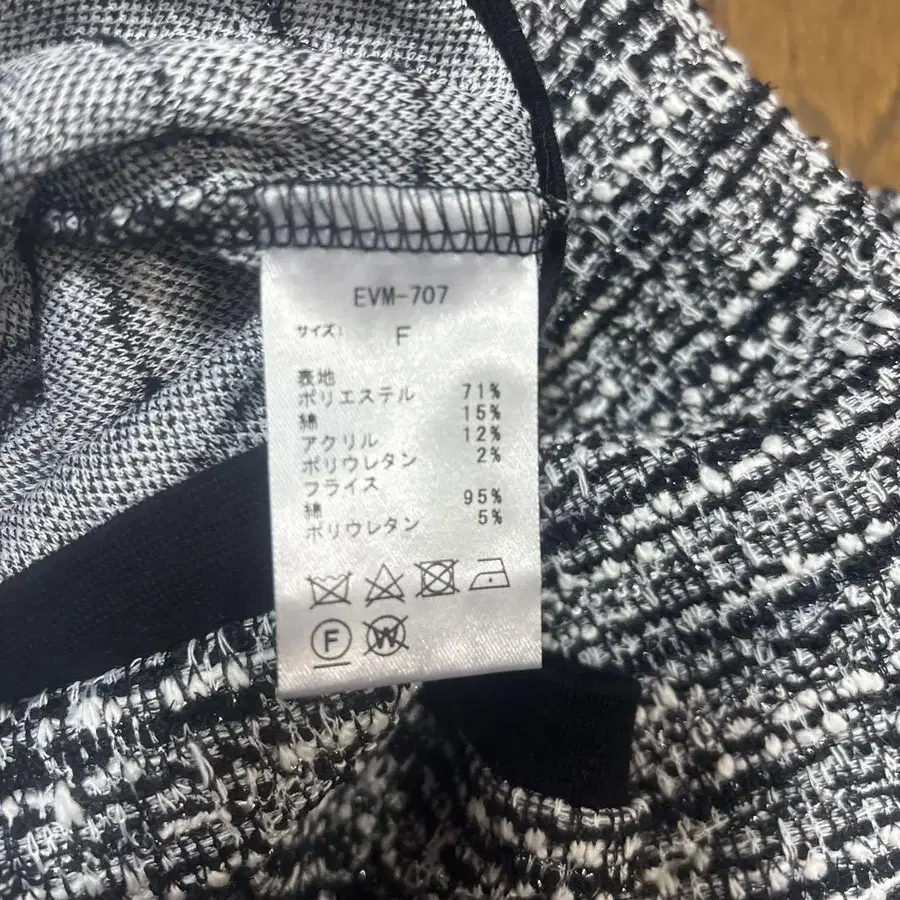 EVM-707
サイズ: F
表地
ポリエステル 71%
綿 15%
アクリル 12%
ポリウレタン 2%
フライス
綿 95%
ポリウレタン 5%
F W